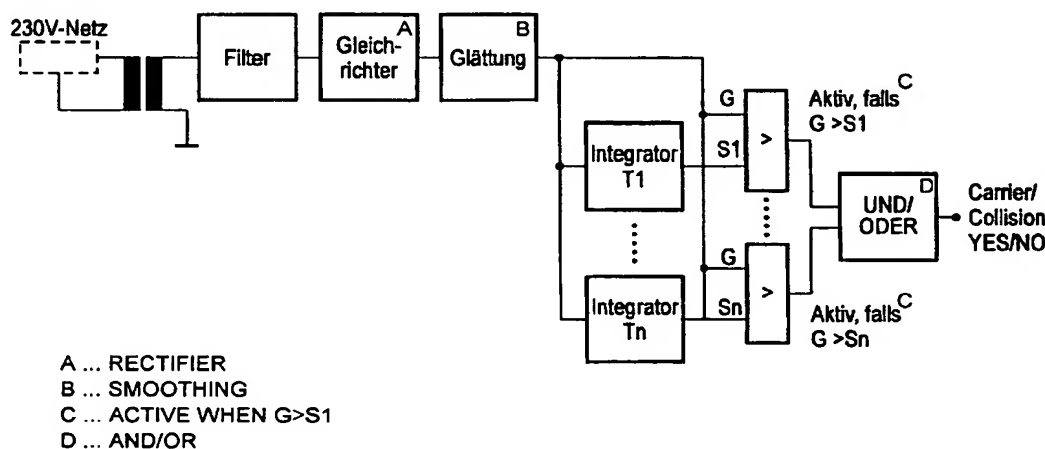 230V-Netz
Filter
A
Gleich-
richter
B
Glättung
G
Aktiv, falls C
G >S1
>
Integrator
T1
S1
D
UND/
ODER
Carrier/
Collision
YES/NO
G
>
Integrator
Tn
Sn
Aktiv, falls C
G >Sn
A ... RECTIFIER
B ... SMOOTHING
C ... ACTIVE WHEN G>S1
D ... AND/OR